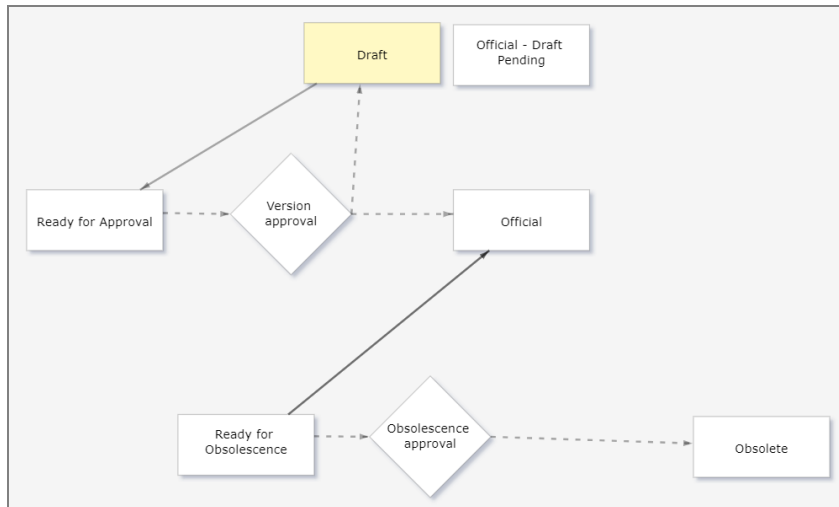 Draft
Official - Draft
Pending
Ready for Approval
Version
approval
Official
Ready for
Obsolescence
Obsolescence
approval
Obsolete